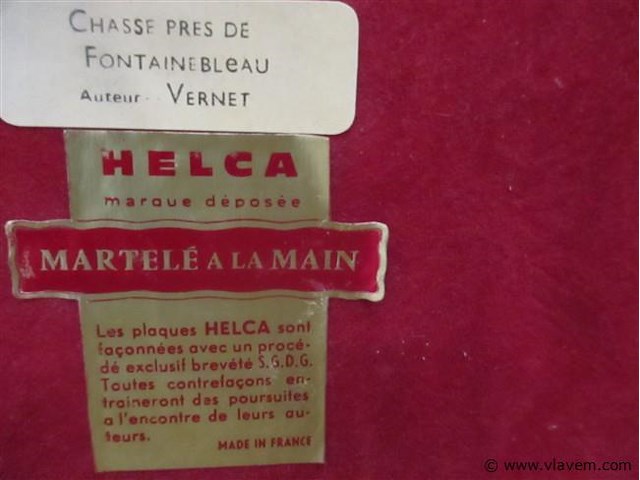 CHASSE PRES DE
FONTAINEBLeAU
Auteur- VERNET
HELCA
marque déposée
MARTELÉ A LA MAIN
Les plaques HELCA sont
façonnées avec un procé-
dé exclusif brevété S.G.D.G.
Toutes contrefaçons en-
traineront des poursuites
a l'encontre de leurs au-
teurs.
MADE IN FRANCE
© www.vlavem.com